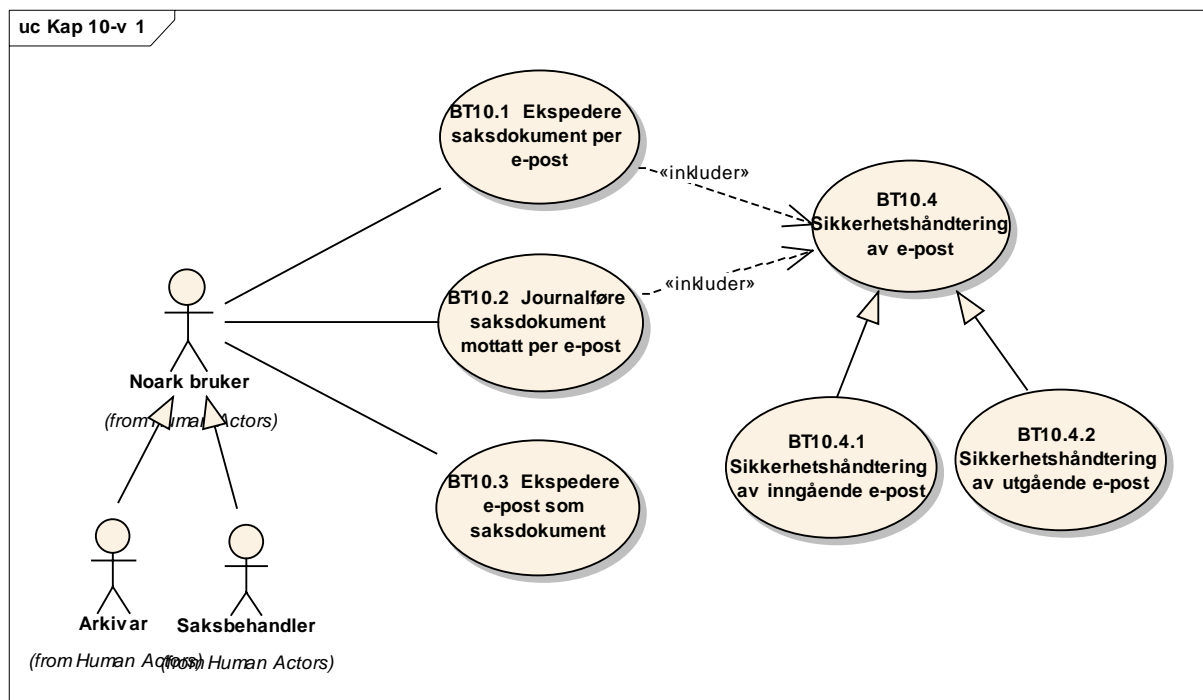 uc Kap 10-v 1
BT10.1 Ekspedere
saksdokument per
e-post
«inkluder»
BT10.4
Sikkerhetshåndtering
av e-post
BT10.2 Journalføre
saksdokument
mottatt per e-post
«inkluder»
Noark bruker
(from Human Actors)
BT10.3 Ekspedere
e-post som
saksdokument
BT10.4.1
Sikkerhetshåndtering
av inngående e-post
BT10.4.2
Sikkerhetshåndtering
av utgående e-post
Arkivar
(from Human Actors)
Saksbehandler
(from Human Actors)